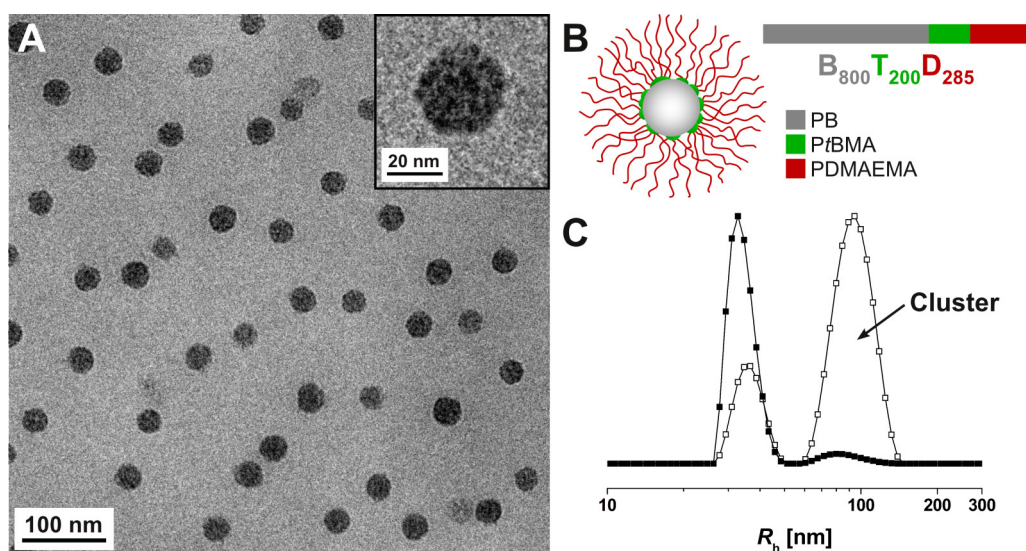 A
20 nm
100 nm
B
B800T200D285
PB
PtBMA
PDMAEMA
C
Cluster
10
100
200
300
Rh [nm]